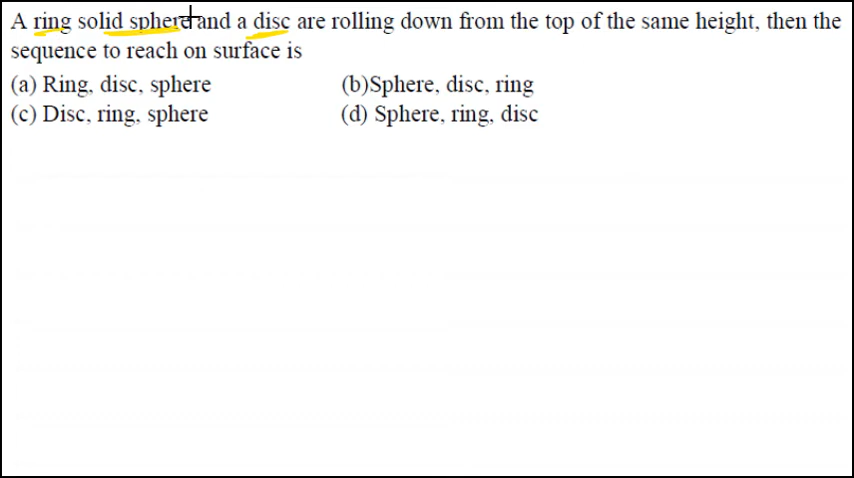 A ring solid sphere and a disc are rolling down from the top of the same height, then the
sequence to reach on surface is
(a) Ring, disc, sphere (b)Sphere, disc, ring
(c) Disc, ring, sphere (d) Sphere, ring, disc